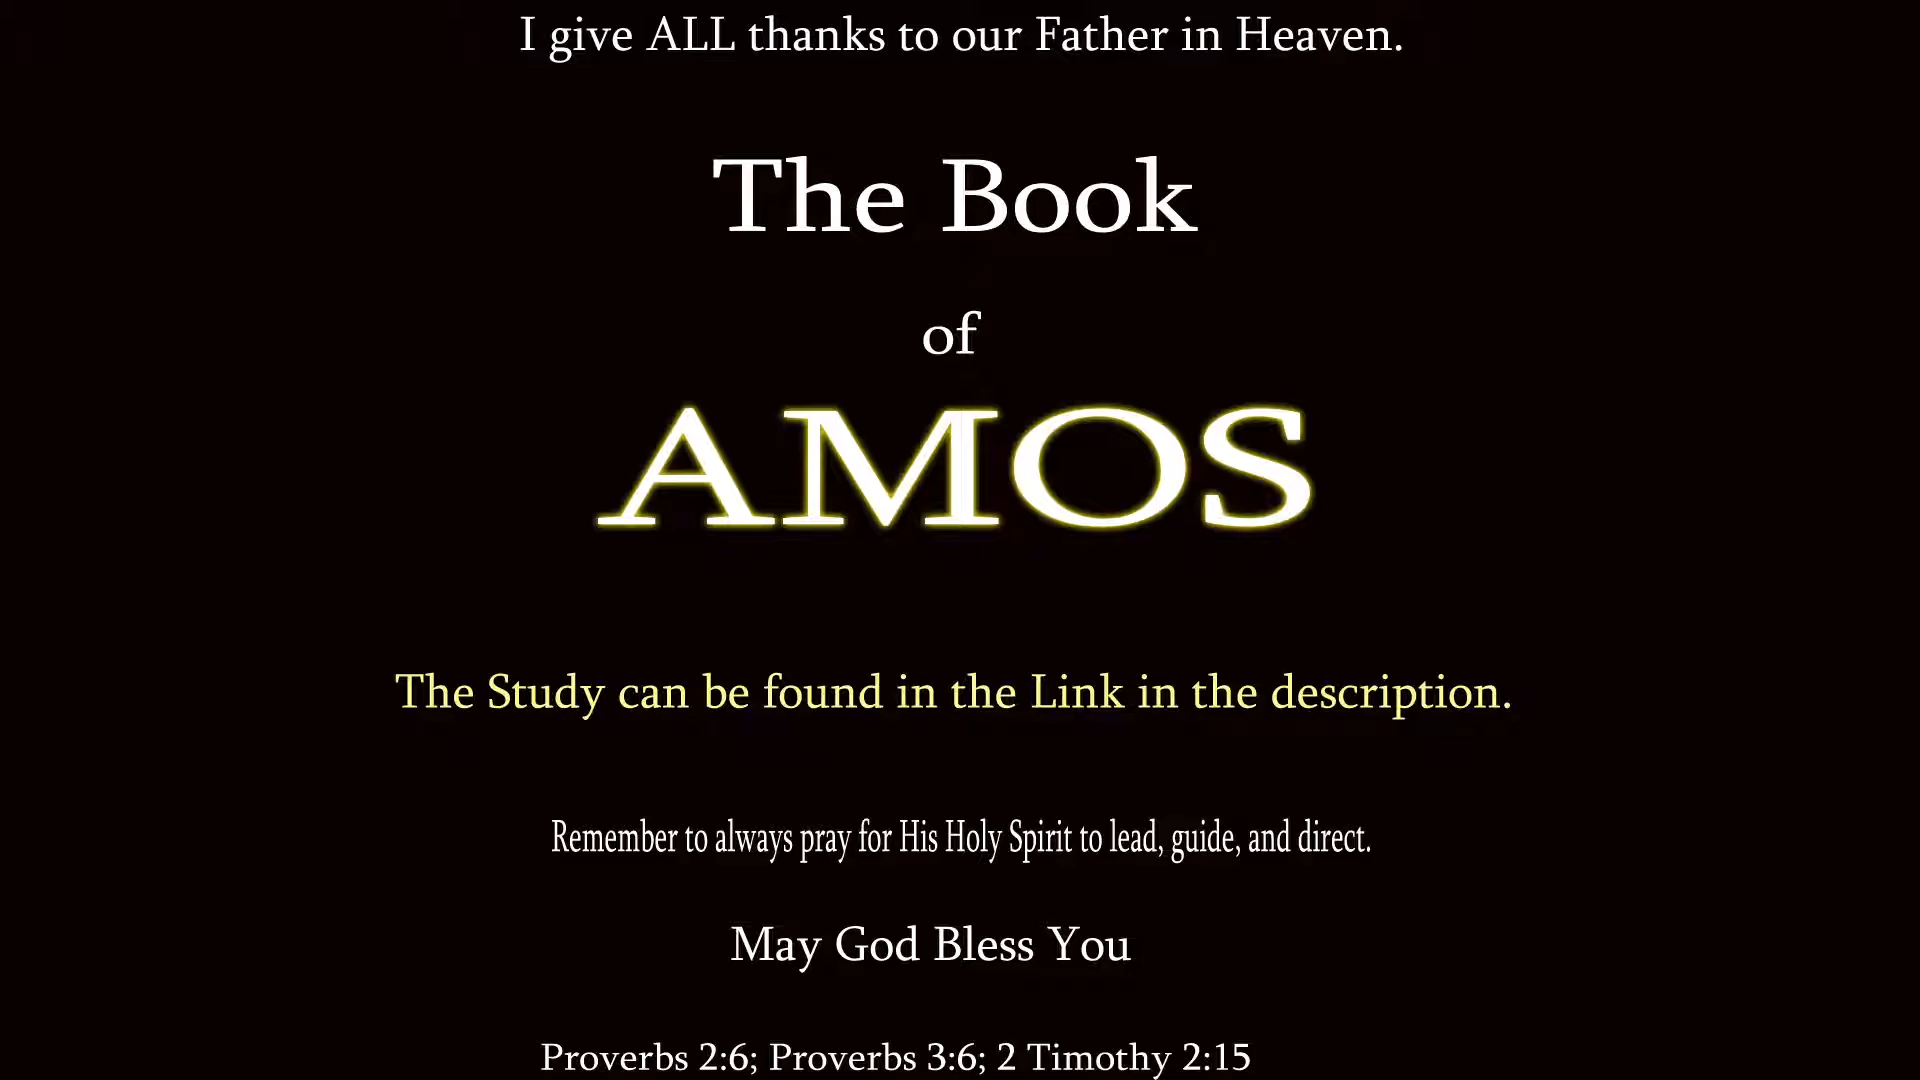 I give ALL thanks to our Father in Heaven.
The Book
of
AMOS
The Study can be found in the Link in the description.
Remember to always pray for His Holy Spirit to lead, guide, and direct.
May God Bless You
Proverbs 2:6; Proverbs 3:6; 2 Timothy 2:15